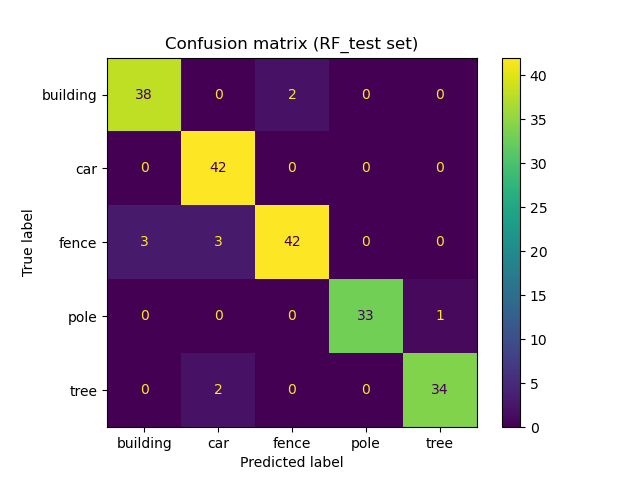 Confusion matrix (RF_test set)
building 38 0 2 0 0
car 0 42 0 0 0
fence 3 3 42 0 0
pole 0 0 0 33 1
tree 0 2 0 0 34
building car fence pole tree
Predicted label
True label
40
35
30
25
20
15
10
5
0